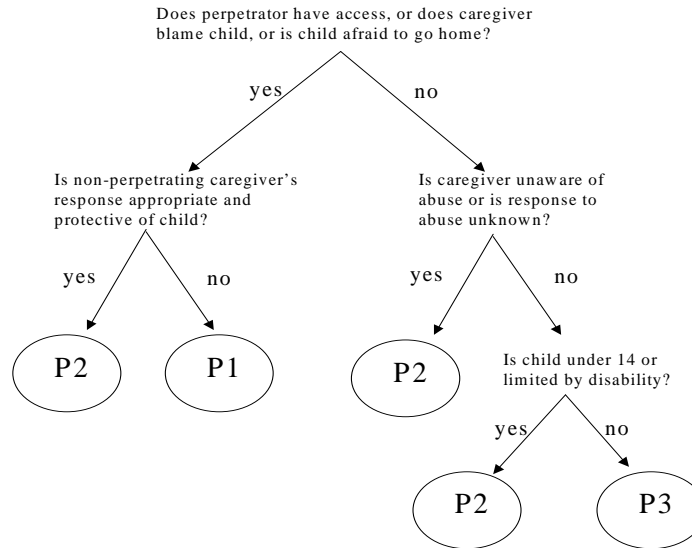 Does perpetrator have access, or does caregiver
blame child, or is child afraid to go home?
yes
no
Is non-perpetrating caregiver's
response appropriate and
protective of child?
Is caregiver unaware of
abuse or is response to
abuse unknown?
yes
no
yes
no
P2
P1
P2
Is child under 14 or
limited by disability?
yes
no
P2
P3